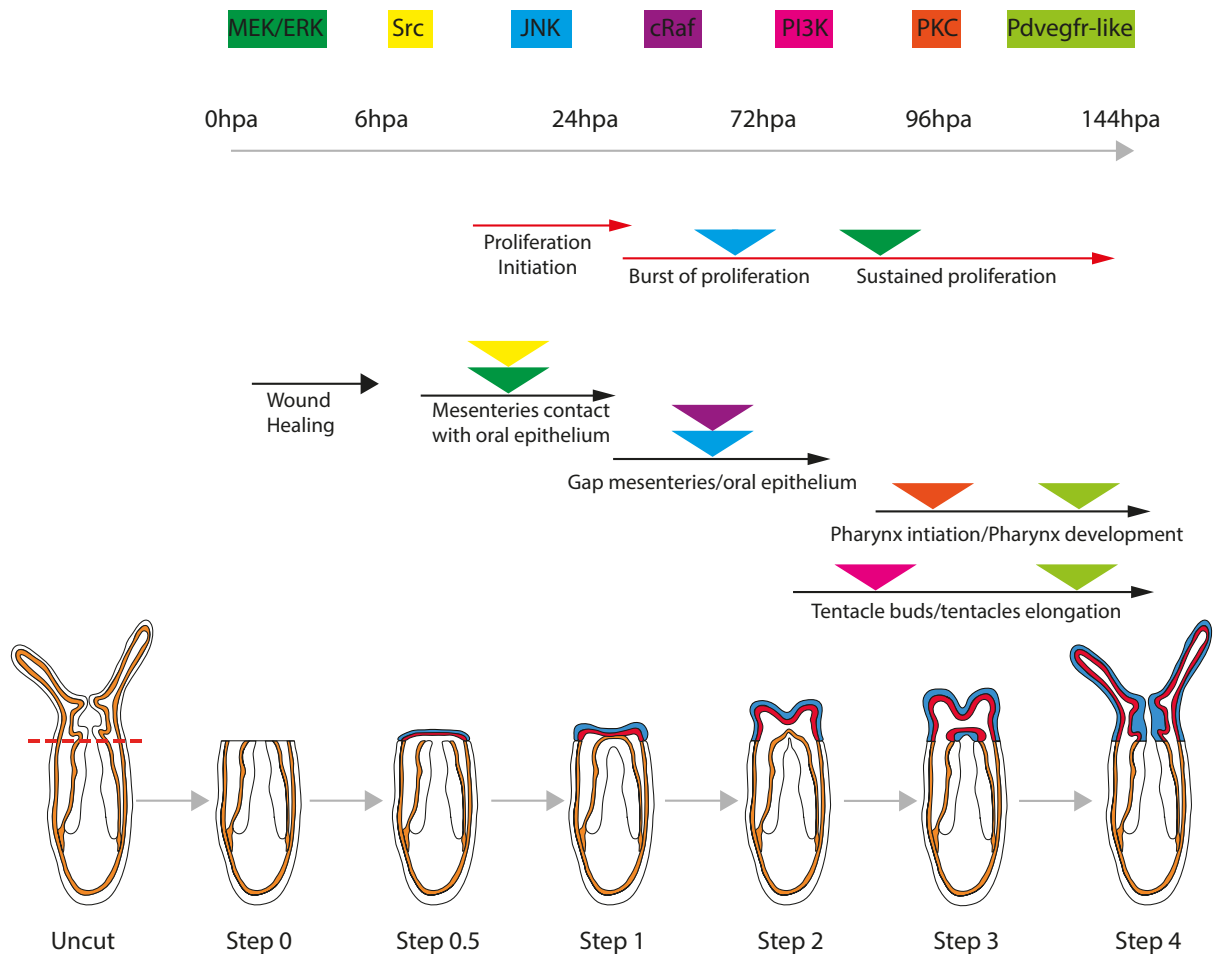 MEK/ERK Src JNK cRaf PI3K PKC Pdvegfr-like
0hpa 6hpa 24hpa 72hpa 96hpa 144hpa
Proliferation
Initiation
Burst of proliferation
Sustained proliferation
Wound
Healing
Mesenteries contact
with oral epithelium
Gap mesenteries/oral epithelium
Pharynx intiation/Pharynx development
Tentacle buds/tentacles elongation
Uncut Step 0 Step 0.5 Step 1 Step 2 Step 3 Step 4